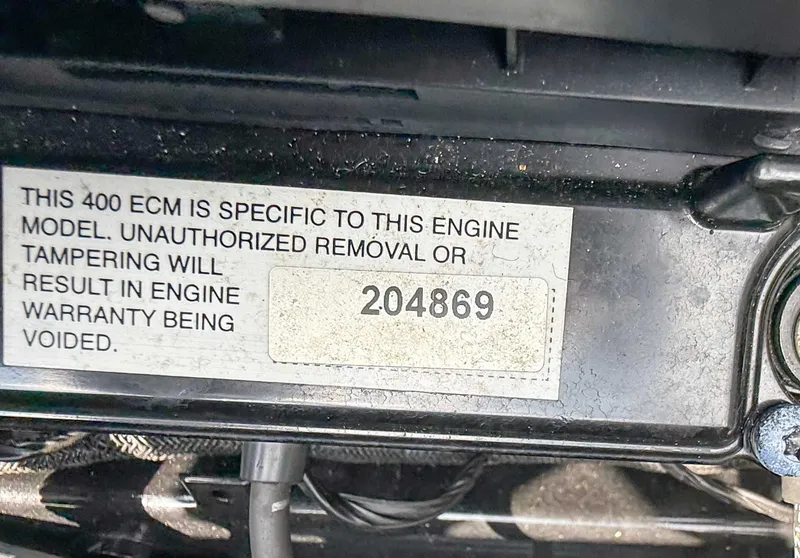 THIS 400 ECM IS SPECIFIC TO THIS ENGINE
MODEL. UNAUTHORIZED REMOVAL OR
TAMPERING WILL
RESULT IN ENGINE
WARRANTY BEING
VOIDED.
204869